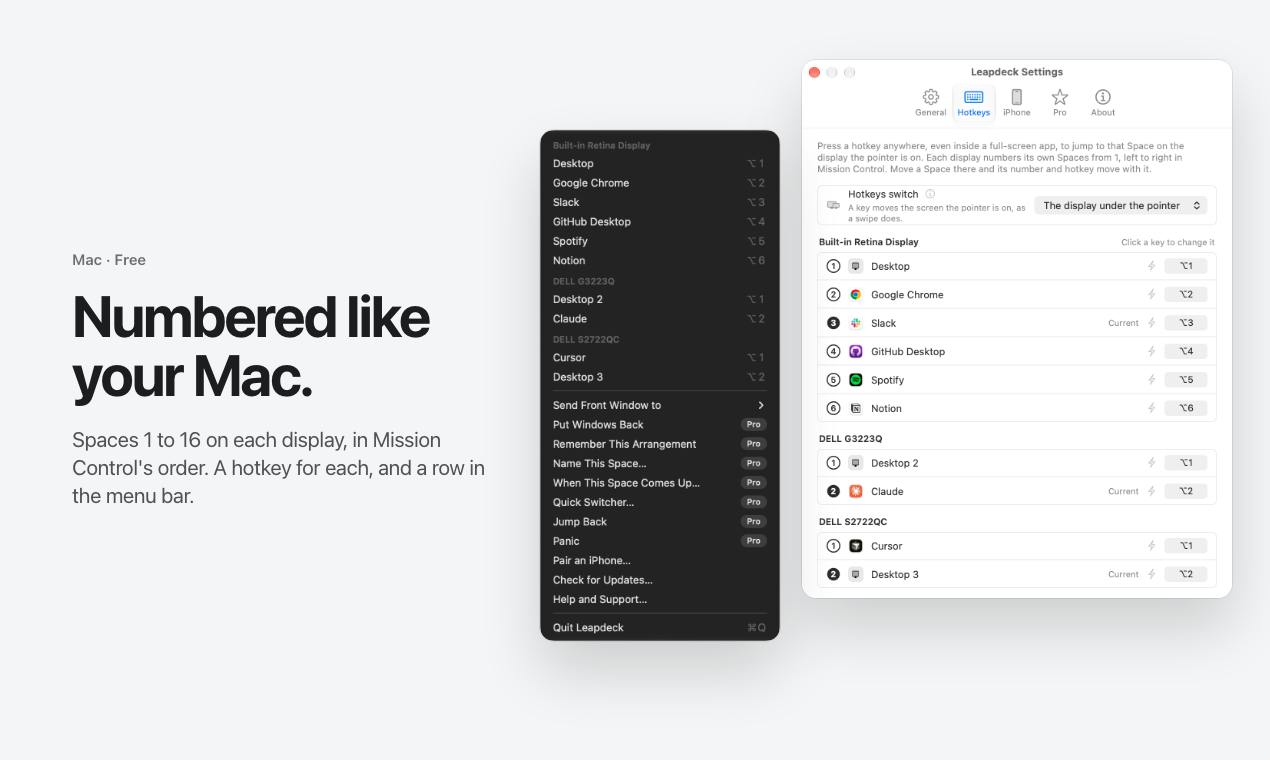 Mac · Free
Numbered like
your Mac.
Spaces 1 to 16 on each display, in Mission
Control's order. A hotkey for each, and a row in
the menu bar.
Built-in Retina Display
Desktop ⌥ 1
Google Chrome ⌥ 2
Slack ⌥ 3
GitHub Desktop ⌥ 4
Spotify ⌥ 5
Notion ⌥ 6
DELL G3223Q
Desktop 2 ⌥ 1
Claude ⌥ 2
DELL S2722QC
Cursor ⌥ 1
Desktop 3 ⌥ 2
Send Front Window to
Put Windows Back Pro
Remember This Arrangement Pro
Name This Space... Pro
When This Space Comes Up... Pro
Quick Switcher... Pro
Jump Back Pro
Panic Pro
Pair an iPhone...
Check for Updates...
Help and Support...
Quit Leapdeck ⌘Q
Leapdeck Settings
General Hotkeys iPhone Pro About
Press a hotkey anywhere, even inside a full-screen app, to jump to that Space on the
display the pointer is on. Each display numbers its own Spaces from 1, left to right in
Mission Control. Move a Space there and its number and hotkey move with it.
Hotkeys switch
A key moves the screen the pointer is on, as
a swipe does.
The display under the pointer
Built-in Retina Display Click a key to change it
1 Desktop ⌥1
2 Google Chrome ⌥2
3 Slack Current ⌥3
4 GitHub Desktop ⌥4
5 Spotify ⌥5
6 Notion ⌥6
DELL G3223Q
1 Desktop 2 ⌥1
2 Claude Current ⌥2
DELL S2722QC
1 Cursor ⌥1
2 Desktop 3 Current ⌥2